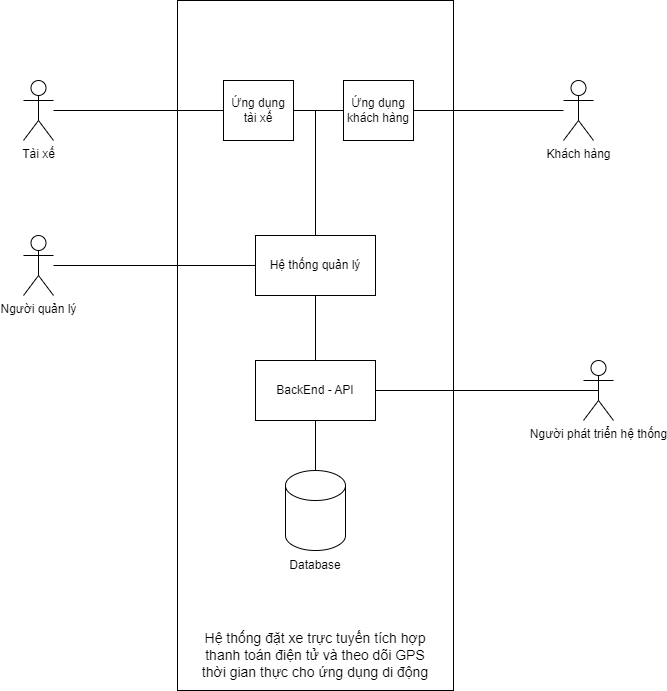 Ứng dụng
tài xế
Ứng dụng
khách hàng
Tài xế
Khách hàng
Hệ thống quản lý
Người quản lý
BackEnd - API
Người phát triển hệ thống
Database
Hệ thống đặt xe trực tuyến tích hợp
thanh toán điện tử và theo dõi GPS
thời gian thực cho ứng dụng di động